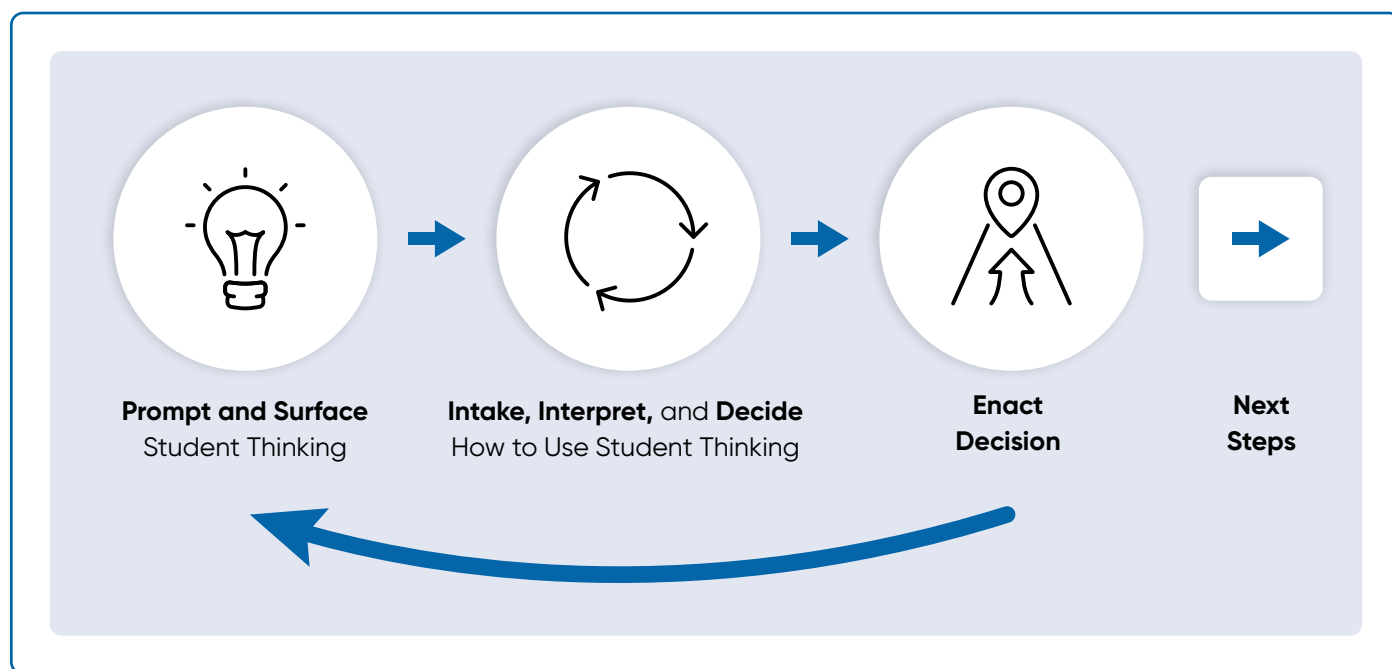 Prompt and Surface
Student Thinking
Intake, Interpret, and Decide
How to Use Student Thinking
Enact
Decision
Next
Steps